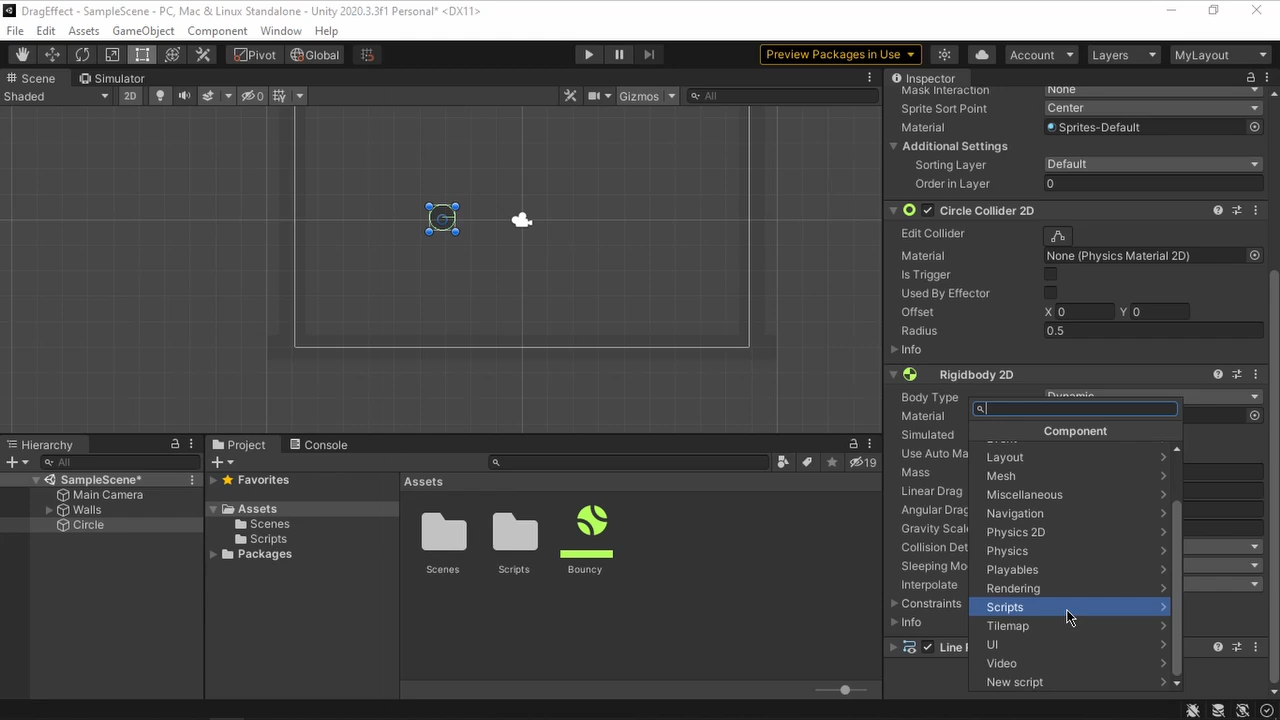 DragEffect - SampleScene - PC, Mac & Linux Standalone - Unity 2020.3.3f1 Personal* <DX11>
File Edit Assets GameObject Component Window Help
Pivot Global Preview Packages in Use Account Layers MyLayout
Scene Simulator
Shaded 2D 0 Gizmos All
Inspector
Mask Interaction None
Sprite Sort Point Center
Material Sprites-Default
Additional Settings
Sorting Layer Default
Order in Layer 0
Circle Collider 2D
Edit Collider
Material None (Physics Material 2D)
Is Trigger
Used By Effector
Offset X 0 Y 0
Radius 0.5
Info
Rigidbody 2D
Body Type Dynamic
Material
Simulated
Use Auto Ma
Mass
Linear Drag
Angular Drag
Gravity Scale
Collision Det
Sleeping Mo
Interpolate
Constraints
Info
Component
Layout
Mesh
Miscellaneous
Navigation
Physics 2D
Physics
Playables
Rendering
Scripts
Tilemap
UI
Video
New script
Hierarchy
All
SampleScene*
Main Camera
Walls
Circle
Project Console
19
Favorites
Assets
Scenes
Scripts
Packages
Assets
Scenes Scripts Bouncy